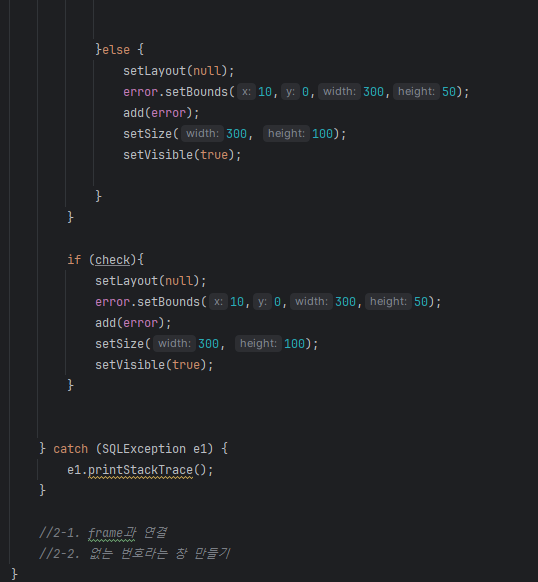 }else {
setLayout(null);
error.setBounds( x: 10, y: 0, width: 300, height: 50);
add(error);
setSize( width: 300, height: 100);
setVisible(true);
}
}
if (check){
setLayout(null);
error.setBounds( x: 10, y: 0, width: 300, height: 50);
add(error);
setSize( width: 300, height: 100);
setVisible(true);
}
} catch (SQLException e1) {
e1.printStackTrace();
}
//2-1. frame과 연결
//2-2. 없는 번호라는 창 만들기
}